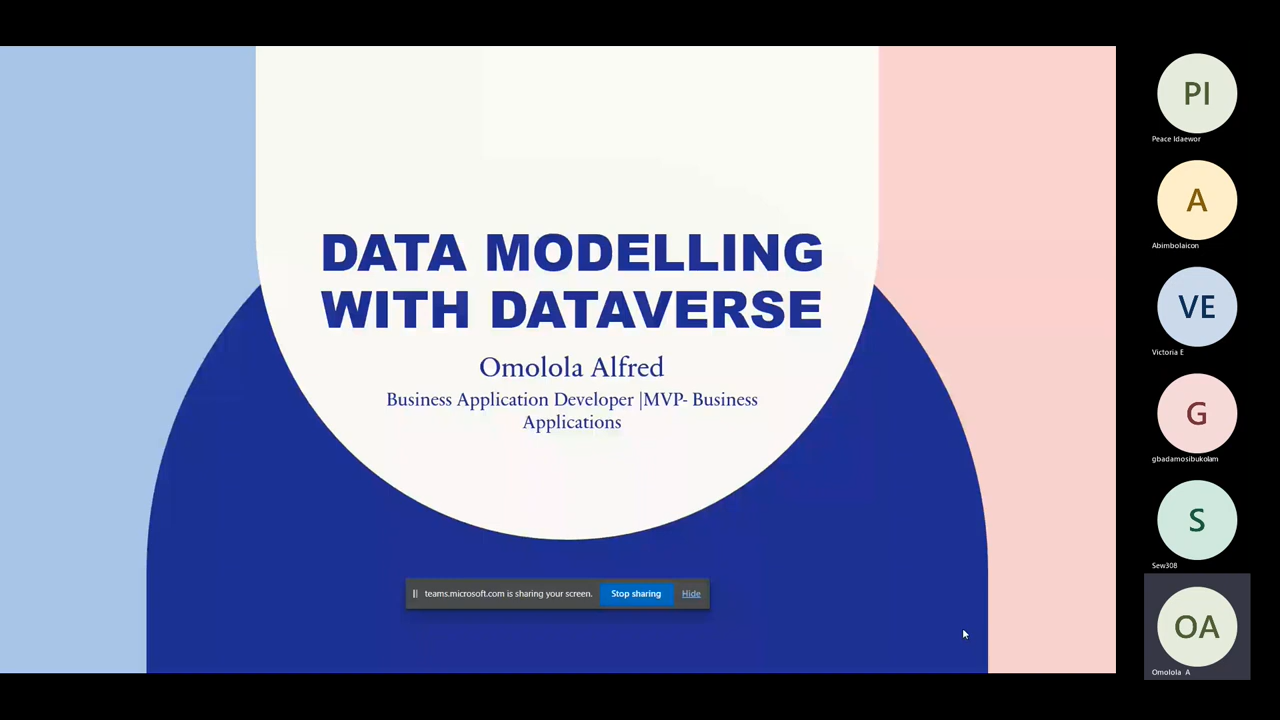 DATA MODELLING
WITH DATAVERSE
Omolola Alfred
Business Application Developer |MVP- Business
Applications
teams.microsoft.com is sharing your screen.
Stop sharing
Hide
PI
Peace Idaewor
A
Abimbolaicon
VE
Victoria E
G
gbadamosibukolam
S
Sew308
OA
Omolola A